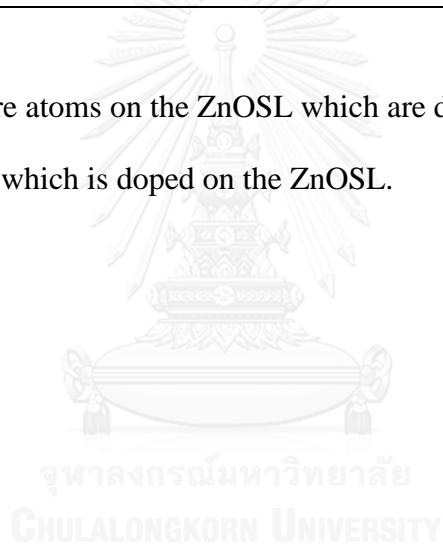 re atoms on the ZnOSL which are d
which is doped on the ZnOSL.
จุฬาลงกรณ์มหาวิทยาลัย
CHULALONGKORN UNIVERSITY